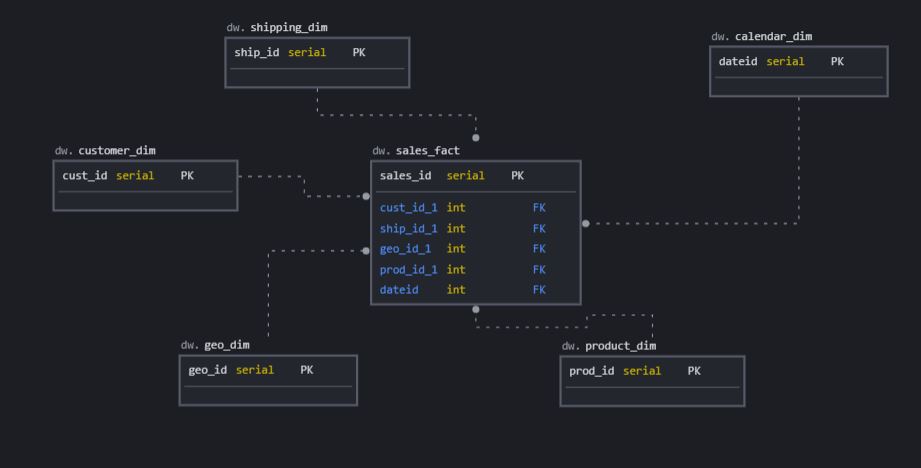 dw. shipping_dim
ship_id serial PK
dw. calendar_dim
dateid serial PK
dw. customer_dim
cust_id serial PK
dw. sales_fact
sales_id serial PK
cust_id_1 int FK
ship_id_1 int FK
geo_id_1 int FK
prod_id_1 int FK
dateid int FK
dw. geo_dim
geo_id serial PK
dw. product_dim
prod_id serial PK